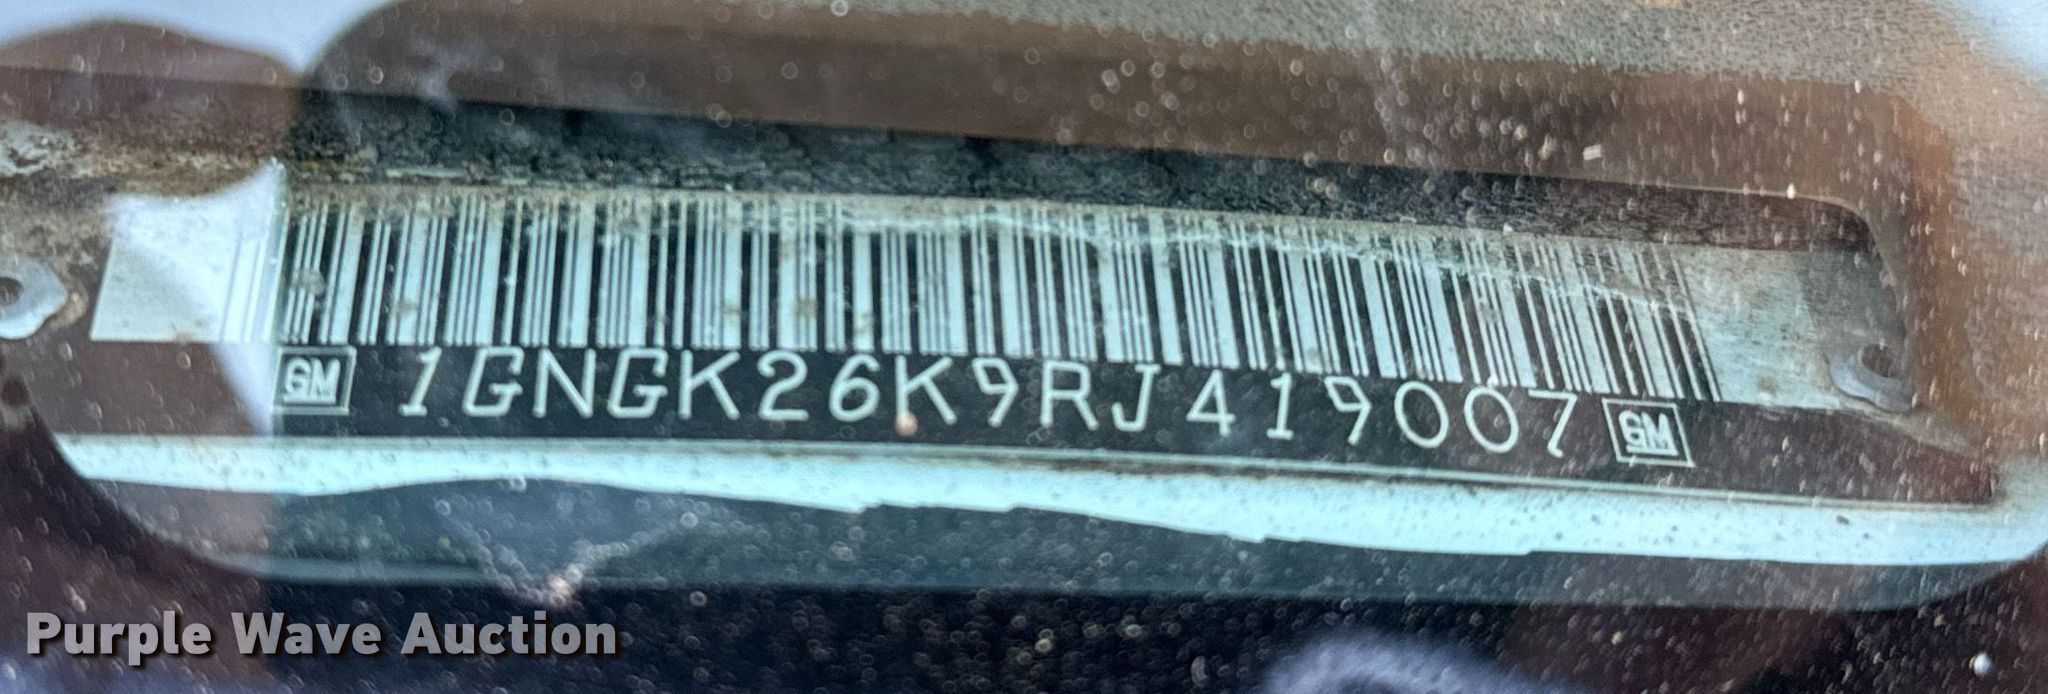 GM 1GNGK26K9RJ419007 GM
Purple Wave Auction